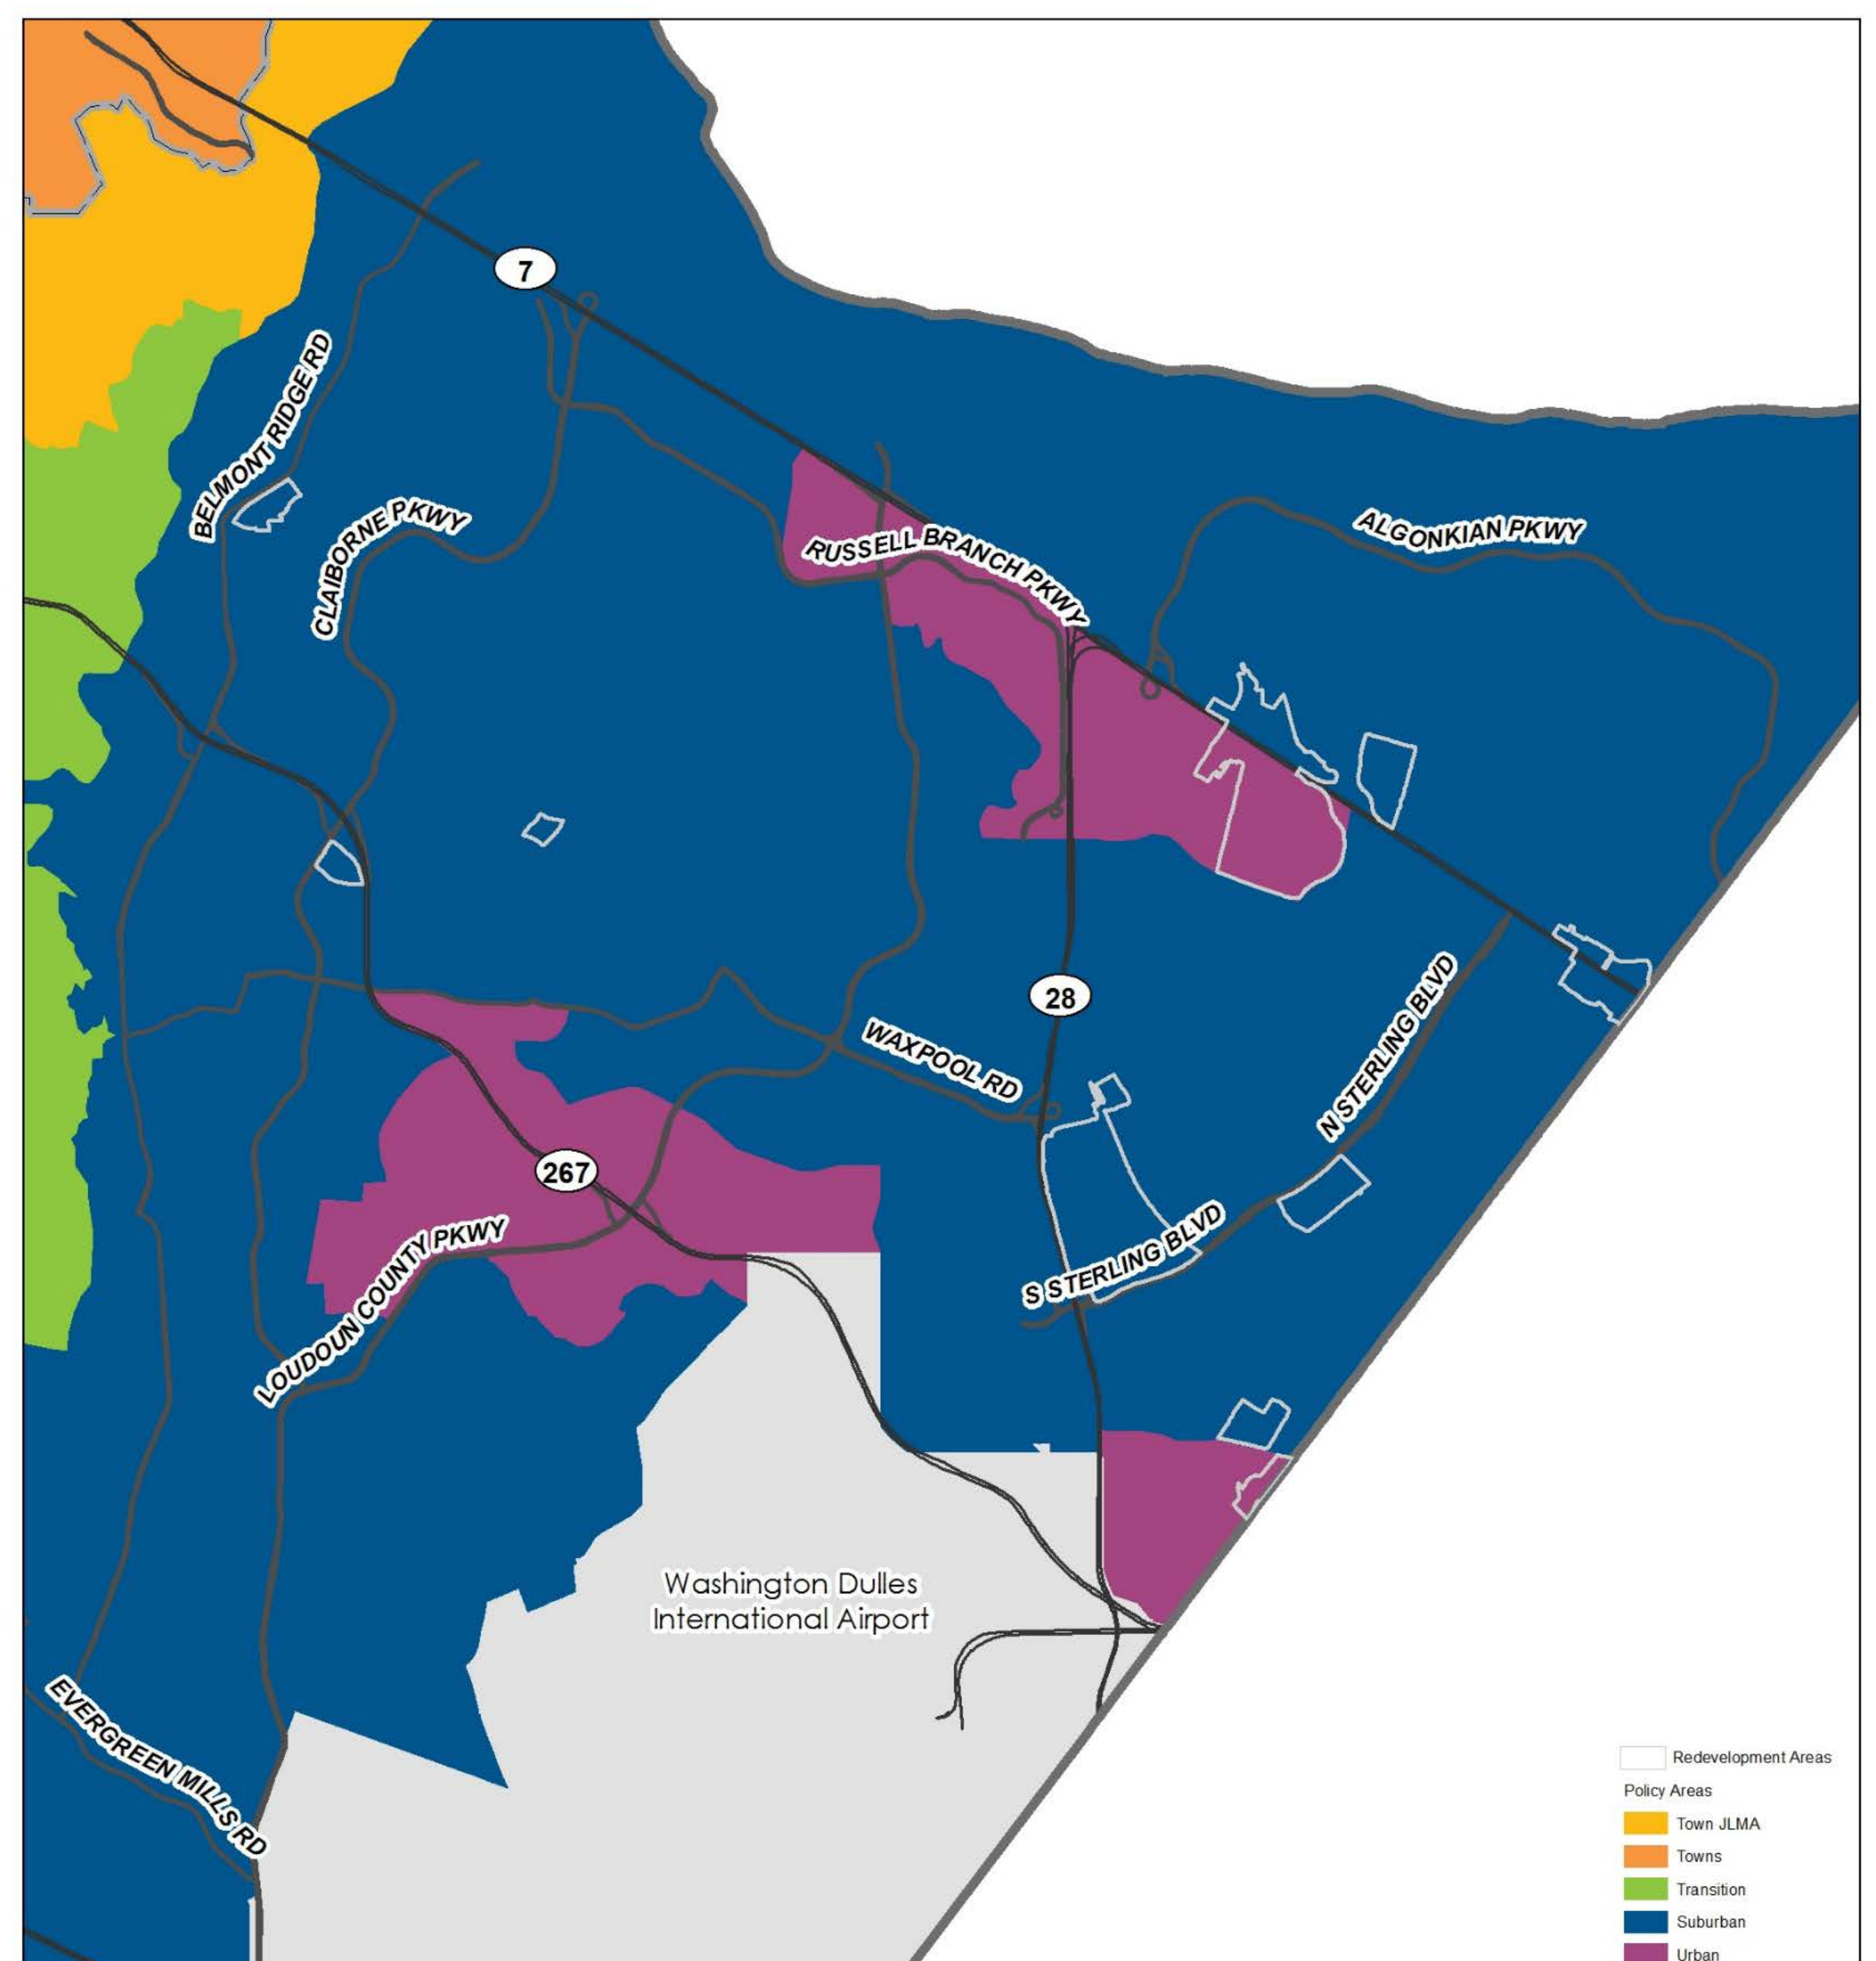 7
BELMONT RIDGE RD
CLAIBORNE PKWY
RUSSELL BRANCH PKWY
ALGONKIAN PKWY
28
WAXPOOL RD
N STERLING BLVD
267
LOUDOUN COUNTY PKWY
S STERLING BLVD
Washington Dulles
International Airport
EVERGREEN MILLS RD
Redevelopment Areas
Policy Areas
Town JLMA
Towns
Transition
Suburban
Urban